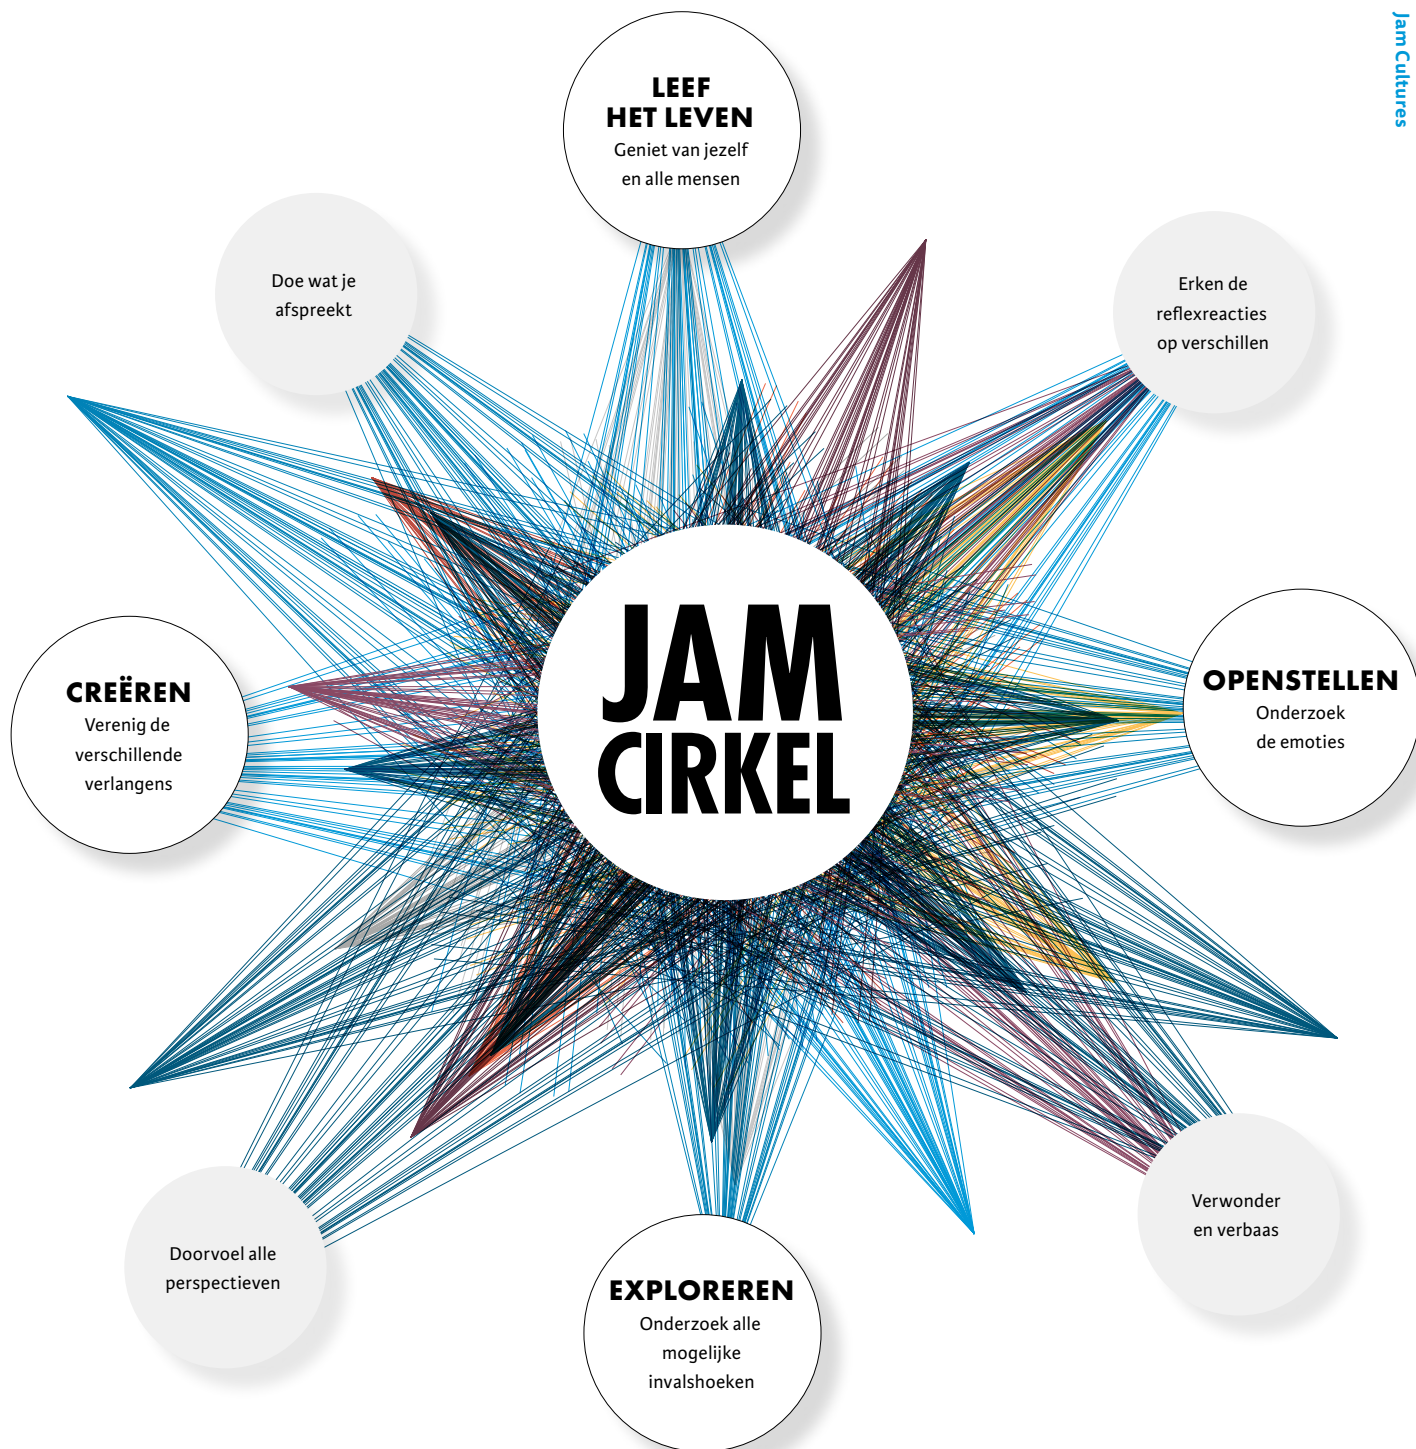 Jam Cultures
LEEF
HET LEVEN
Geniet van jezelf
en alle mensen
Erken de
reflexreacties
op verschillen
OPENSTELLEN
Onderzoek
de emoties
Verwonder
en verbaas
EXPLOREREN
Onderzoek alle
mogelijke
invalshoeken
Doorvoel alle
perspectieven
CREËREN
Verenig de
verschillende
verlangens
Doe wat je
afspreekt
JAM
CIRKEL